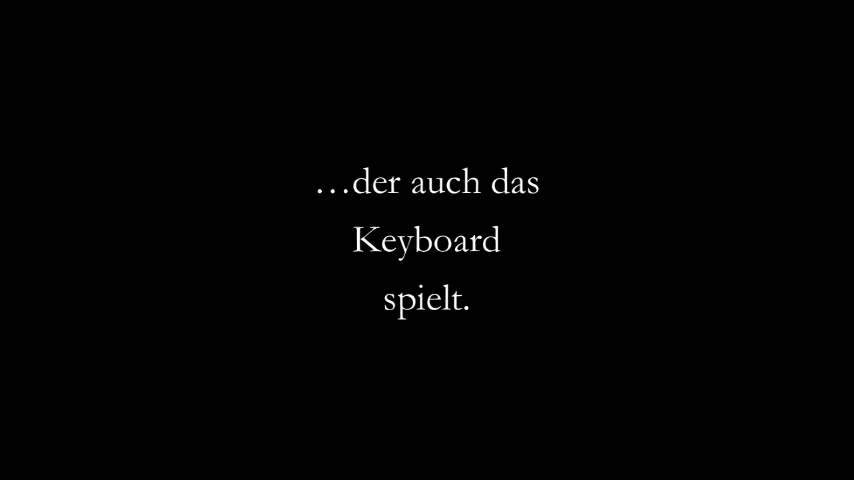 …der auch das
Keyboard
spielt.